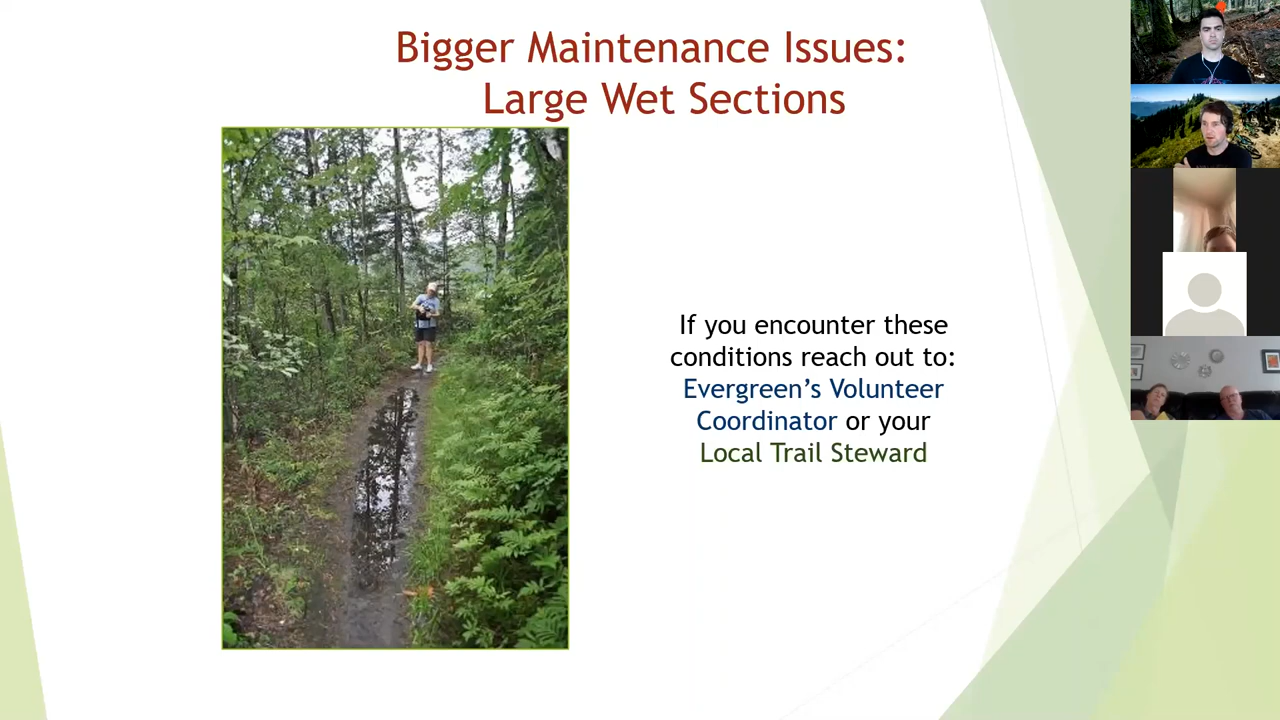 Bigger Maintenance Issues:
Large Wet Sections
If you encounter these
conditions reach out to:
Evergreen’s Volunteer
Coordinator or your
Local Trail Steward